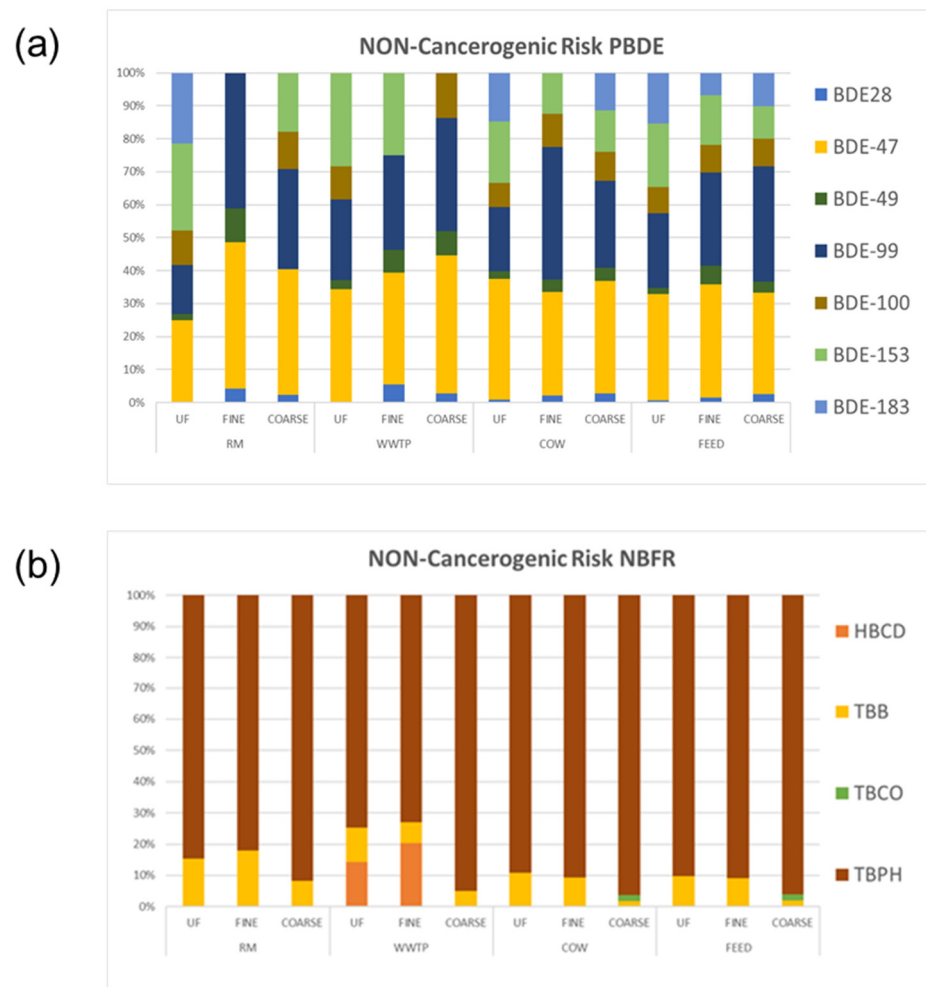 (a)
NON-Cancerogenic Risk PBDE
100%
90%
80%
70%
60%
50%
40%
30%
20%
10%
0%
UF FINE COARSE UF FINE COARSE UF FINE COARSE UF FINE COARSE
RM WWTP COW FEED
BDE28
BDE-47
BDE-49
BDE-99
BDE-100
BDE-153
BDE-183
(b)
NON-Cancerogenic Risk NBFR
100%
90%
80%
70%
60%
50%
40%
30%
20%
10%
0%
UF FINE COARSE UF FINE COARSE UF FINE COARSE UF FINE COARSE
RM WWTP COW FEED
HBCD
TBB
TBCO
TBPH